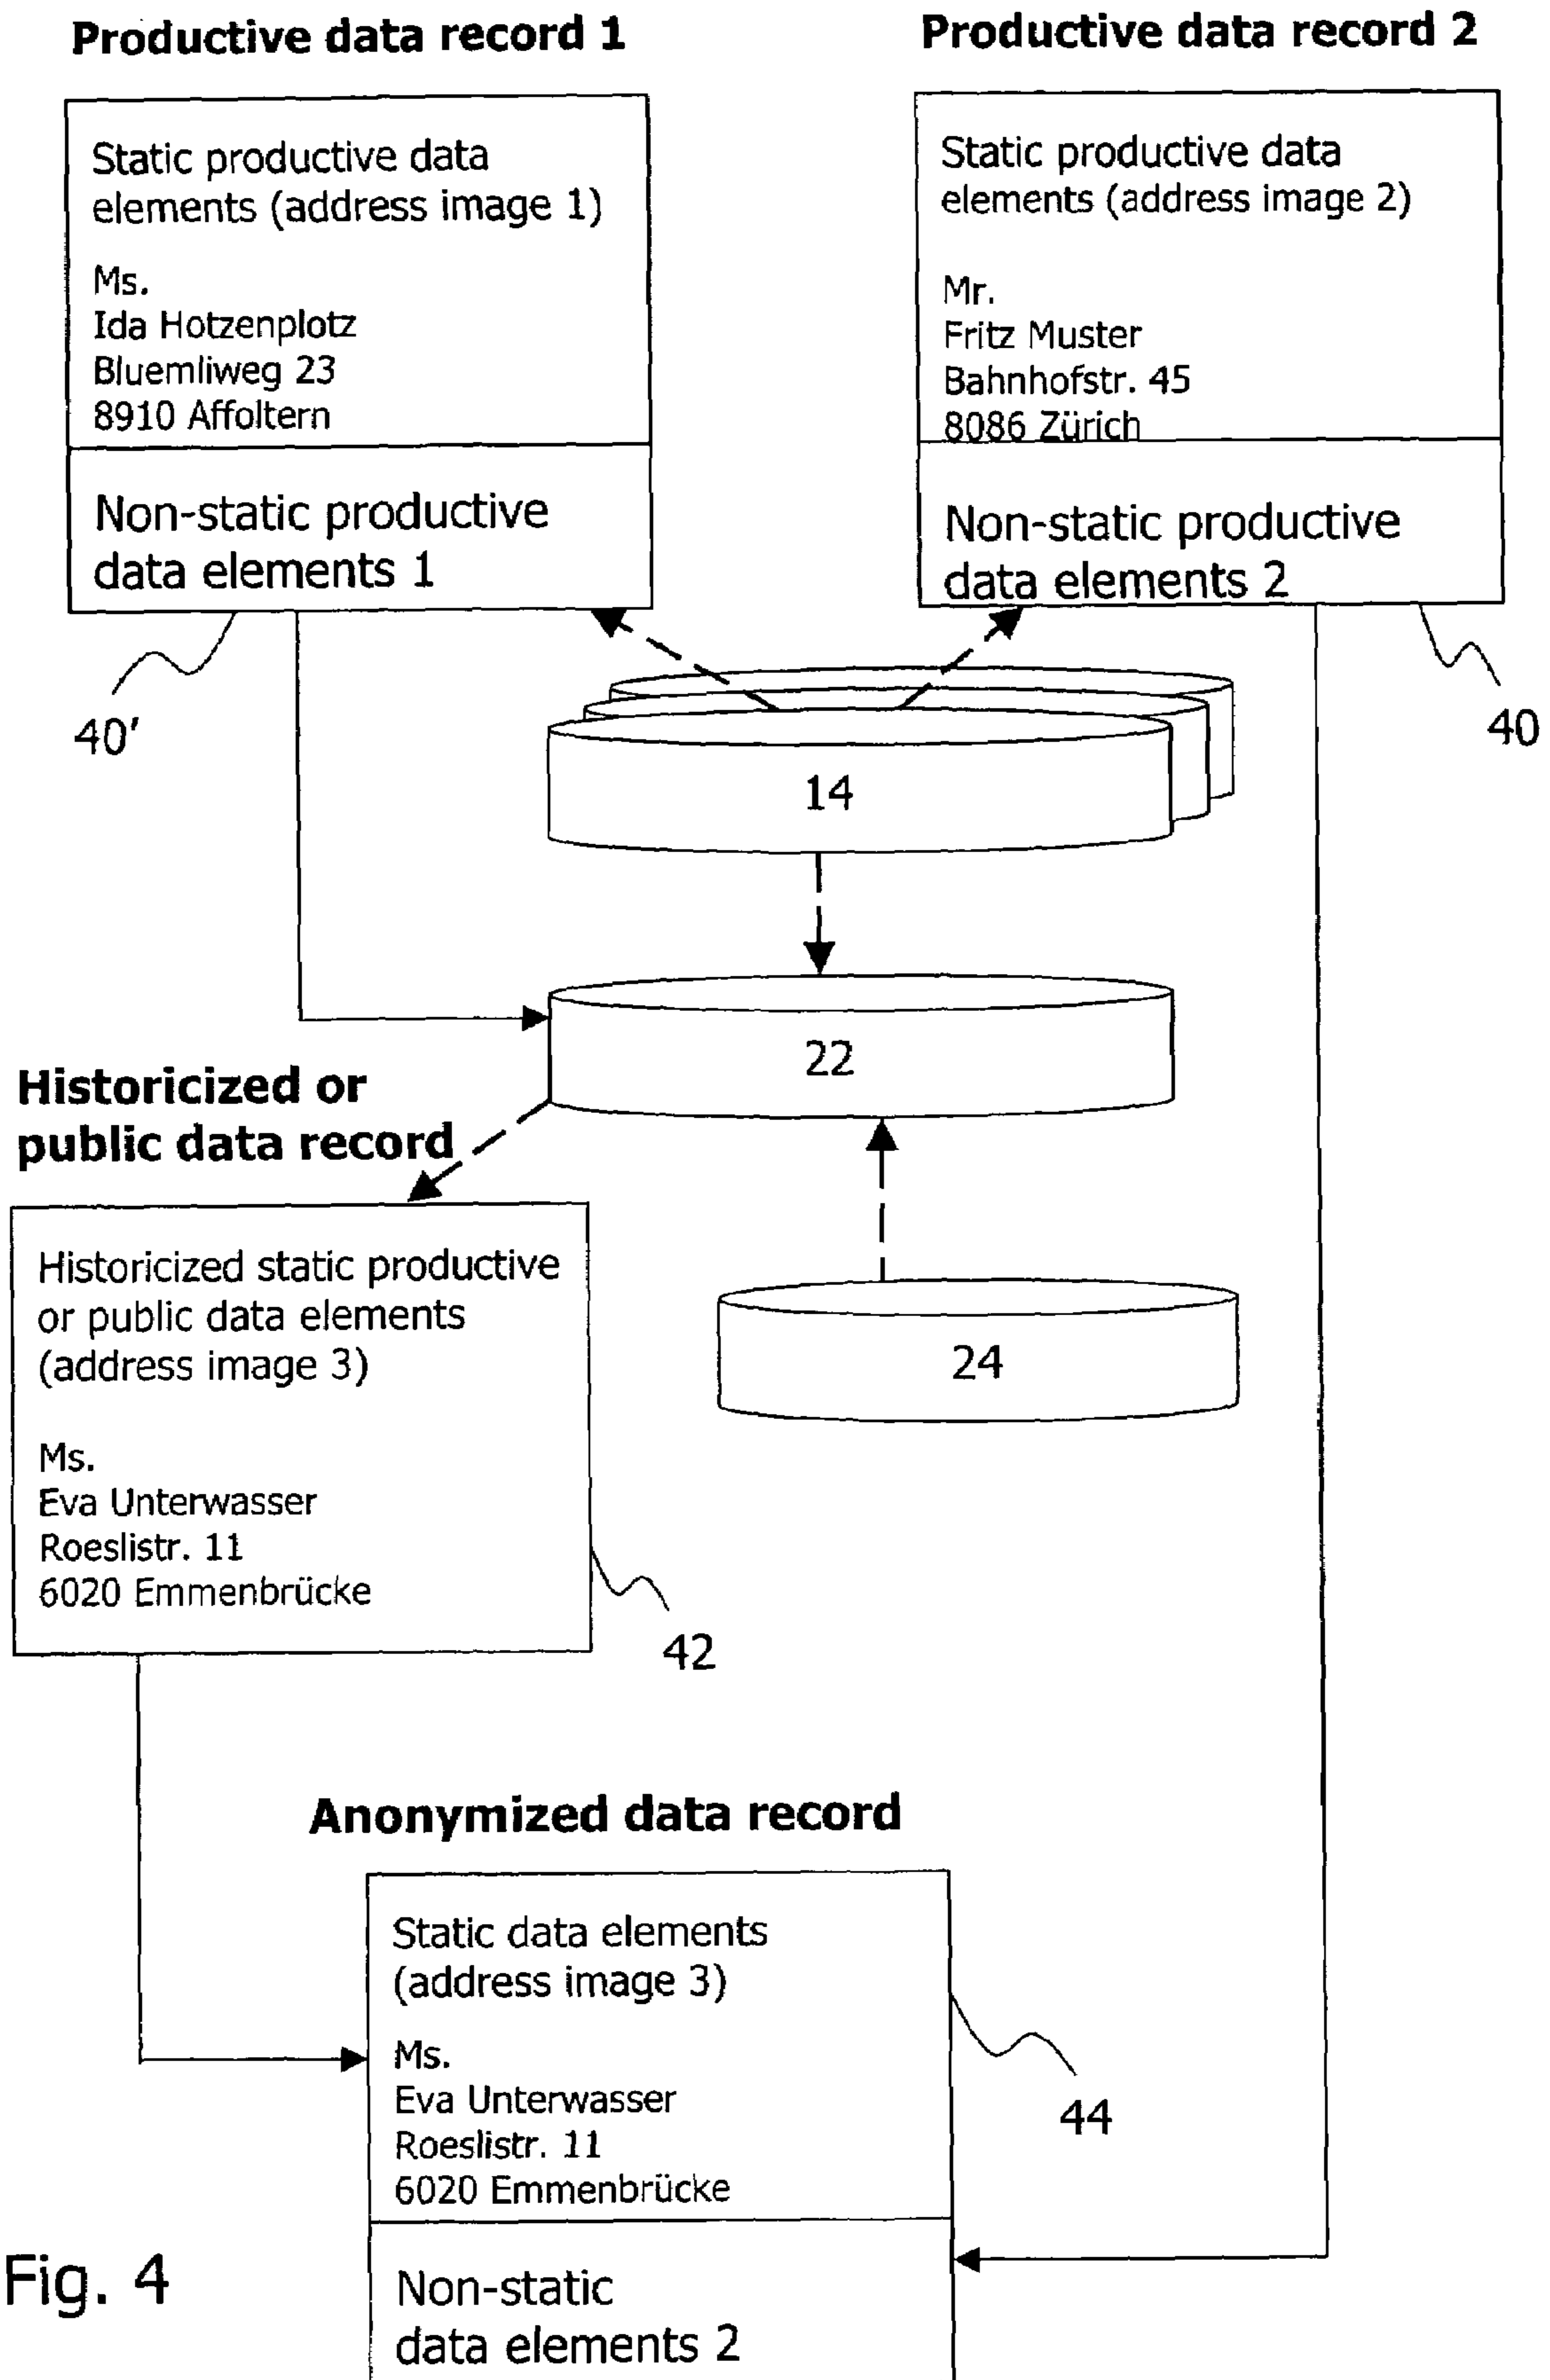 Productive data record 1
Productive data record 2
Static productive data
elements (address image 1)
Ms.
Ida Hotzenplotz
Bluemliweg 23
8910 Affoltern
Non-static productive
data elements 1
Static productive data
elements (address image 2)
Mr.
Fritz Muster
Bahnhofstr. 45
8086 Zürich
Non-static productive
data elements 2
40'
40
14
22
Historicized or
public data record
Historicized static productive
or public data elements
(address image 3)
Ms.
Eva Unterwasser
Roeslistr. 11
6020 Emmenbrücke
24
42
Anonymized data record
Static data elements
(address image 3)
Ms.
Eva Unterwasser
Roeslistr. 11
6020 Emmenbrücke
44
Non-static
data elements 2
Fig. 4